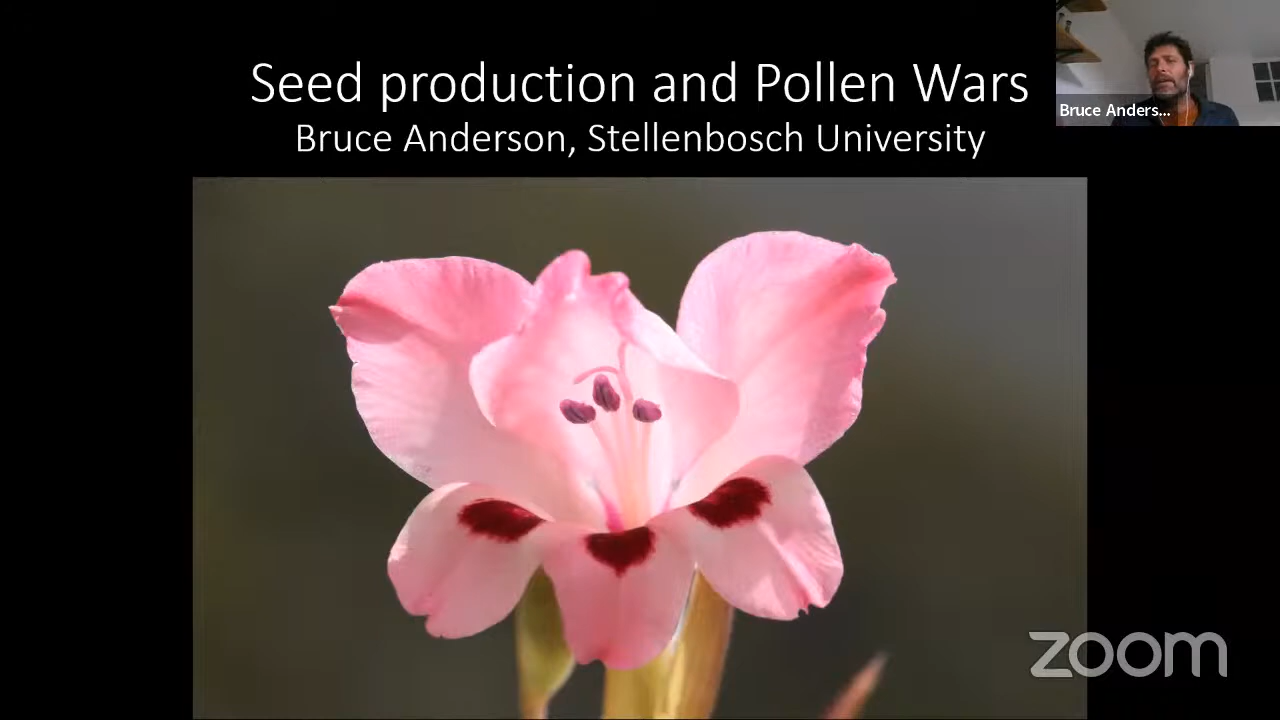 Seed production and Pollen Wars
Bruce Anderson, Stellenbosch University
Bruce Anders...
zoom